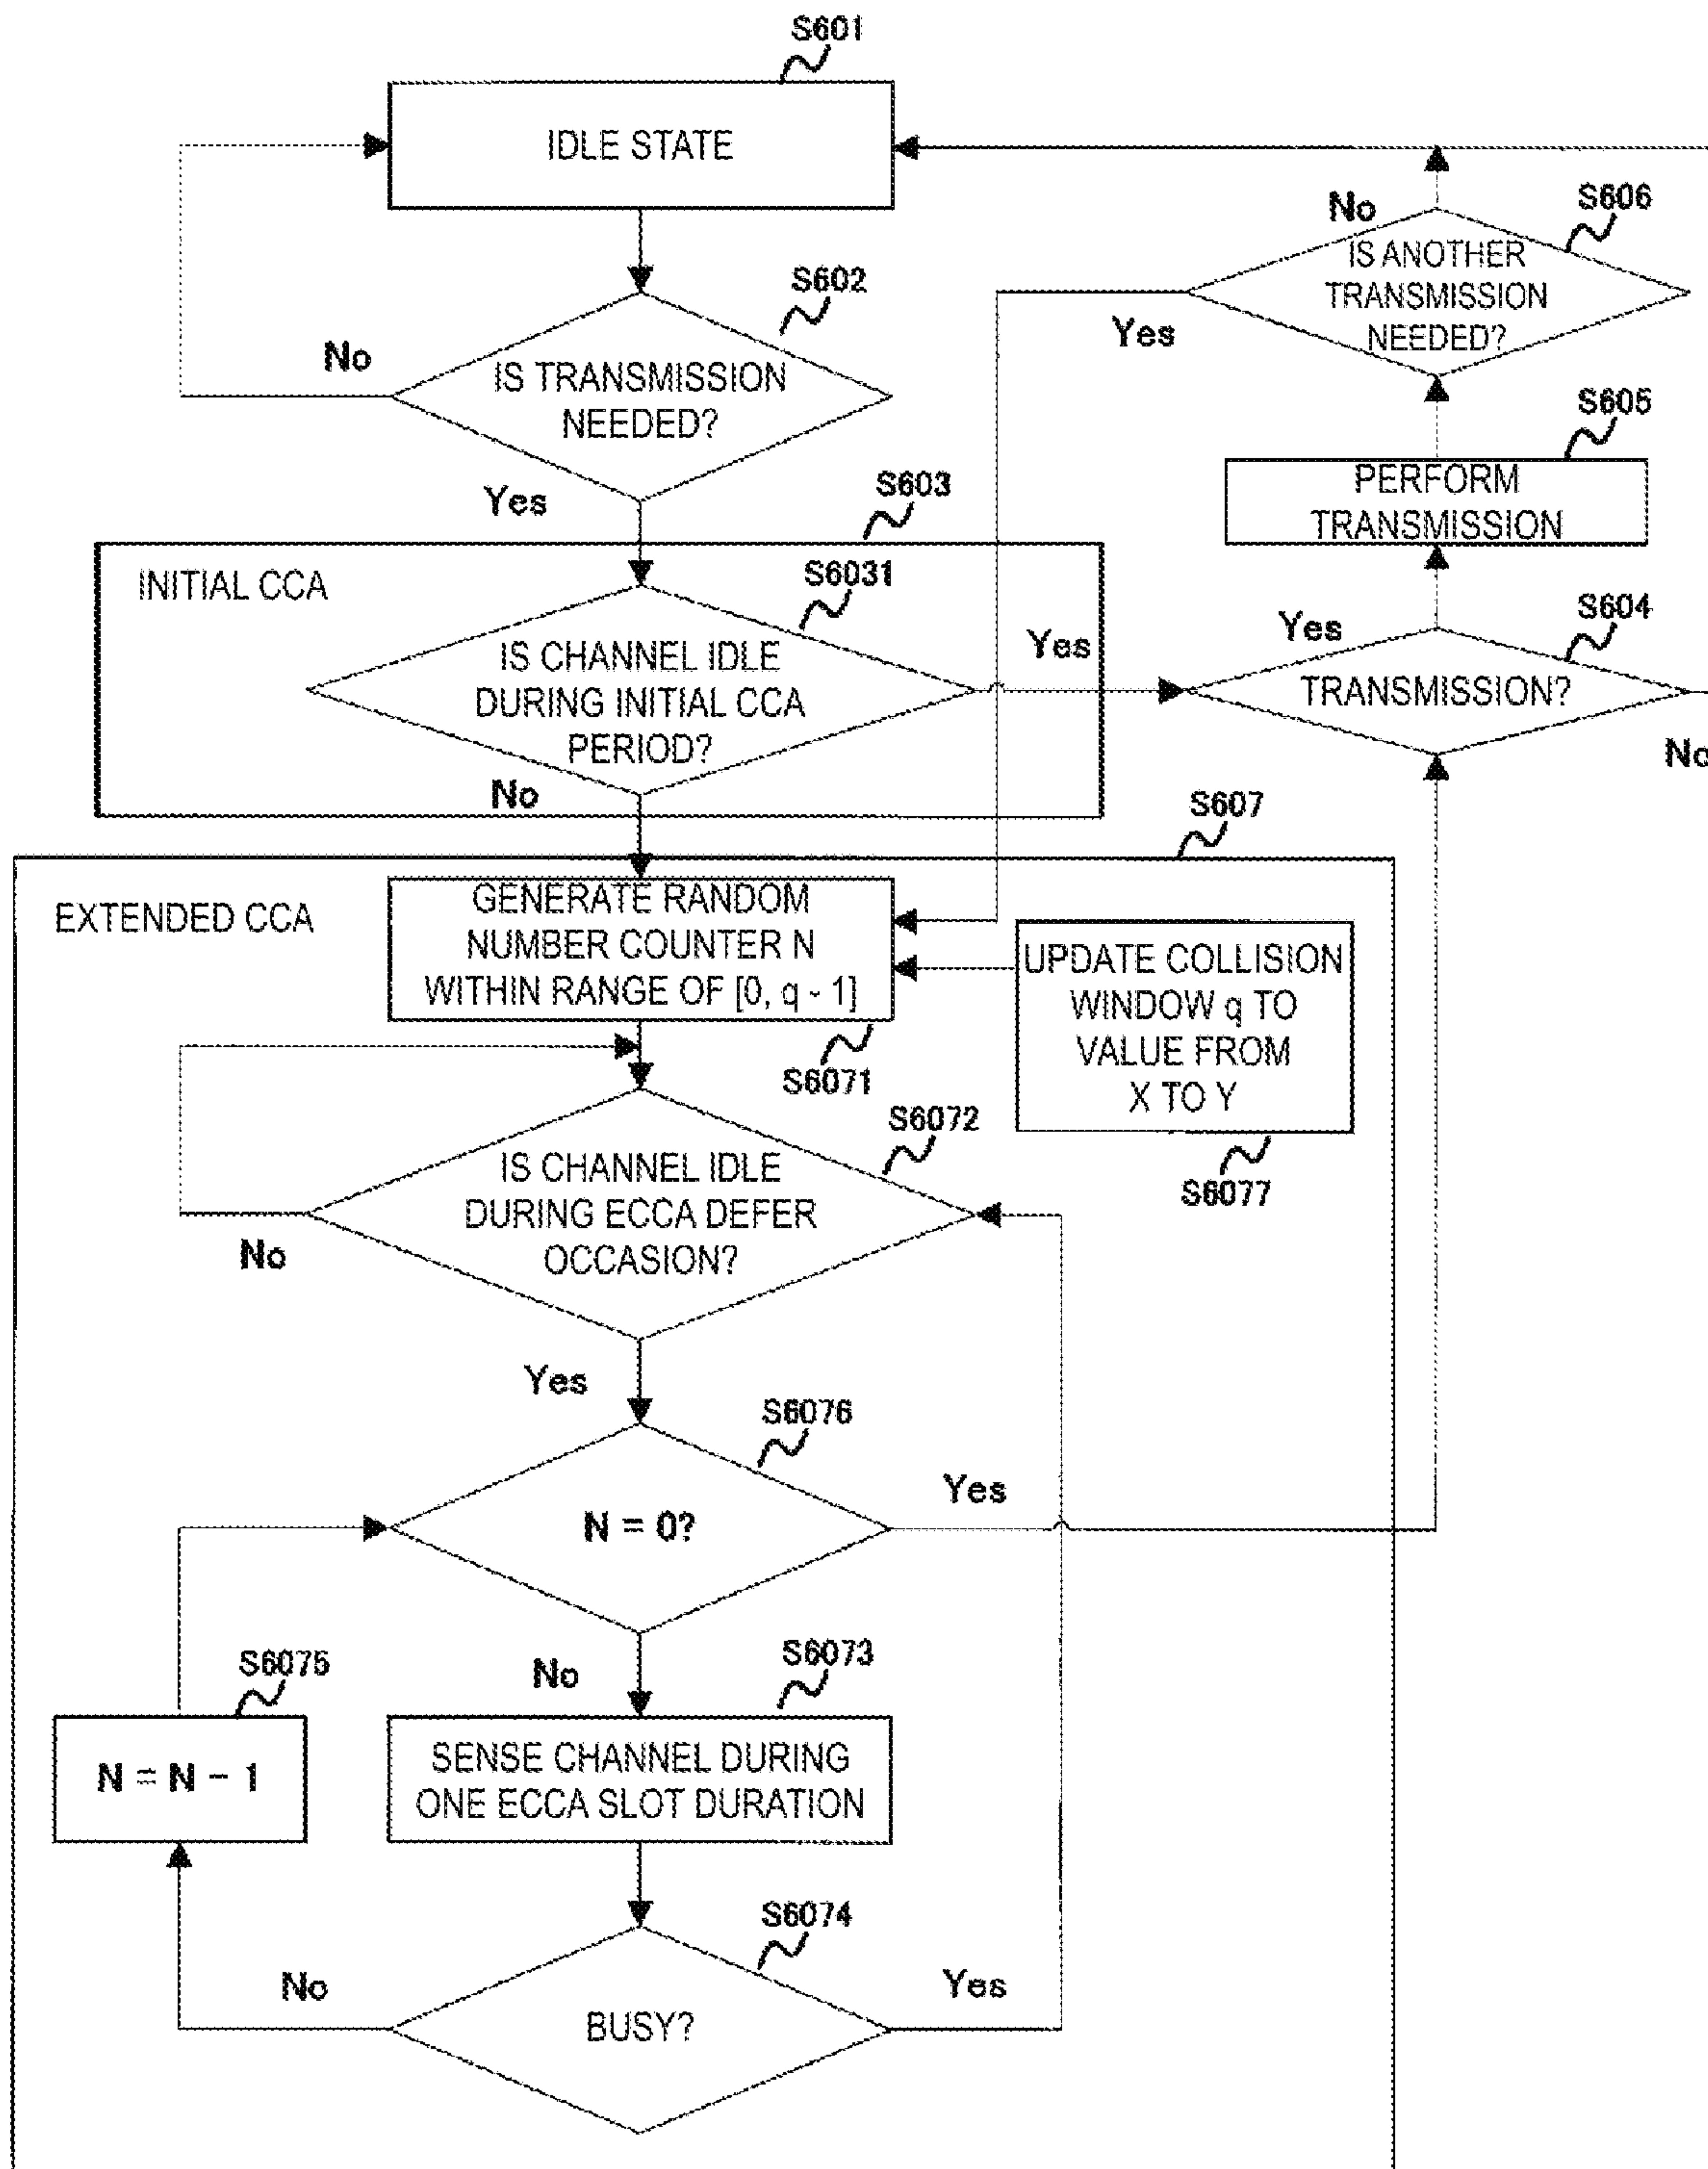 S601
IDLE STATE
S602
No
IS TRANSMISSION
NEEDED?
Yes
S606
No
IS ANOTHER
TRANSMISSION
NEEDED?
Yes
S605
PERFORM
TRANSMISSION
S603
INITIAL CCA
S6031
IS CHANNEL IDLE
DURING INITIAL CCA
PERIOD?
Yes
No
S604
Yes
TRANSMISSION?
No
S607
EXTENDED CCA
GENERATE RANDOM
NUMBER COUNTER N
WITHIN RANGE OF [0, q - 1]
S6071
UPDATE COLLISION
WINDOW q TO
VALUE FROM
X TO Y
S6077
S6072
IS CHANNEL IDLE
DURING ECCA DEFER
OCCASION?
No
Yes
S6076
N = 0?
Yes
No
S6075
N = N - 1
S6073
SENSE CHANNEL DURING
ONE ECCA SLOT DURATION
S6074
No
BUSY?
Yes